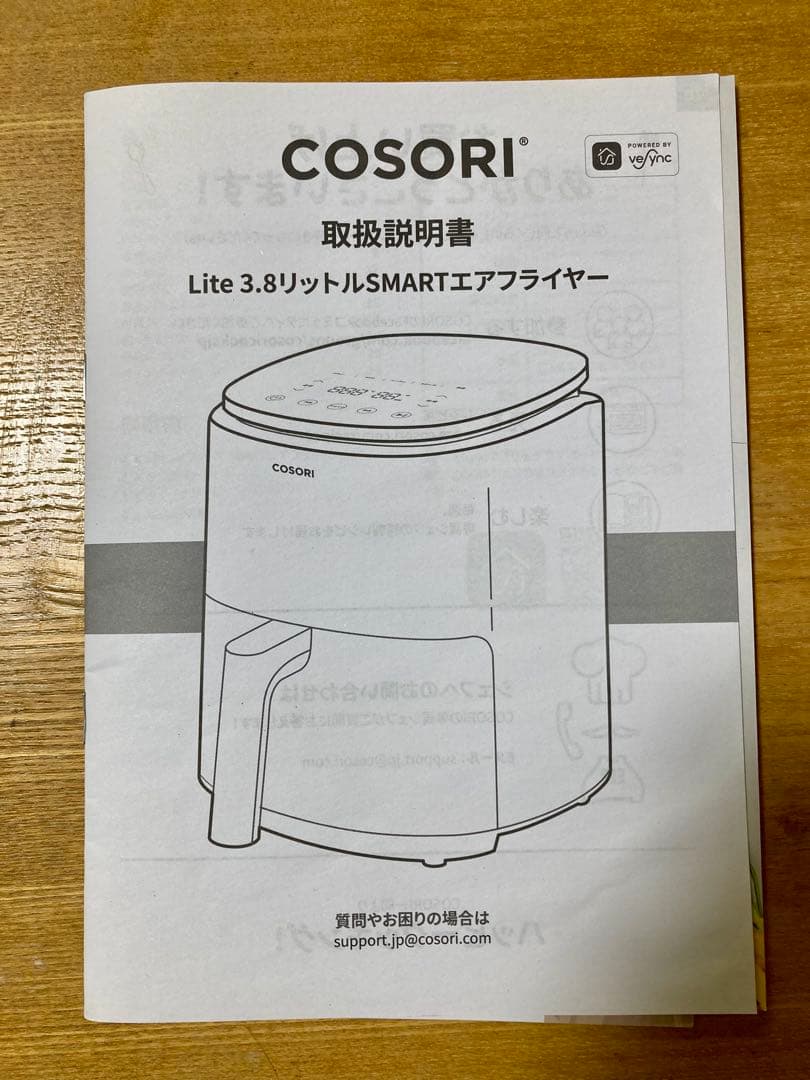 COSORI®
POWERED BY
veSync
取扱説明書
Lite 3.8リットルSMARTエアフライヤー
COSORI
質問やお困りの場合は
support.jp@cosori.com